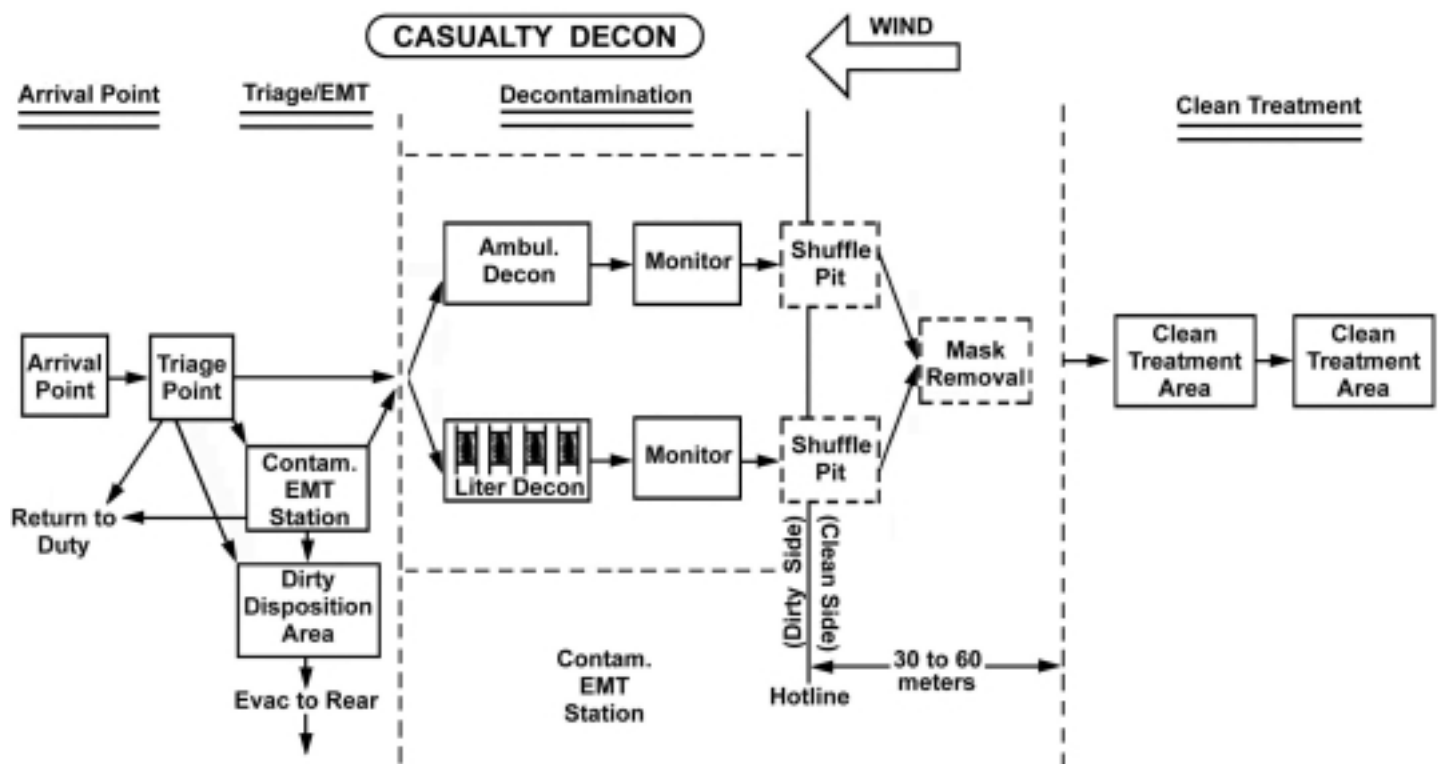 CASUALTY DECON
WIND
Arrival Point
Triage/EMT
Decontamination
Clean Treatment
Arrival
Point
Triage
Point
Contam.
EMT
Station
Return to
Duty
Dirty
Disposition
Area
Evac to Rear
Ambul.
Decon
Monitor
Shuffle
Pit
Liter Decon
Monitor
Shuffle
Pit
Mask
Removal
Clean
Treatment
Area
Clean
Treatment
Area
(Dirty Side)
(Clean Side)
Hotline
30 to 60
meters
Contam.
EMT
Station